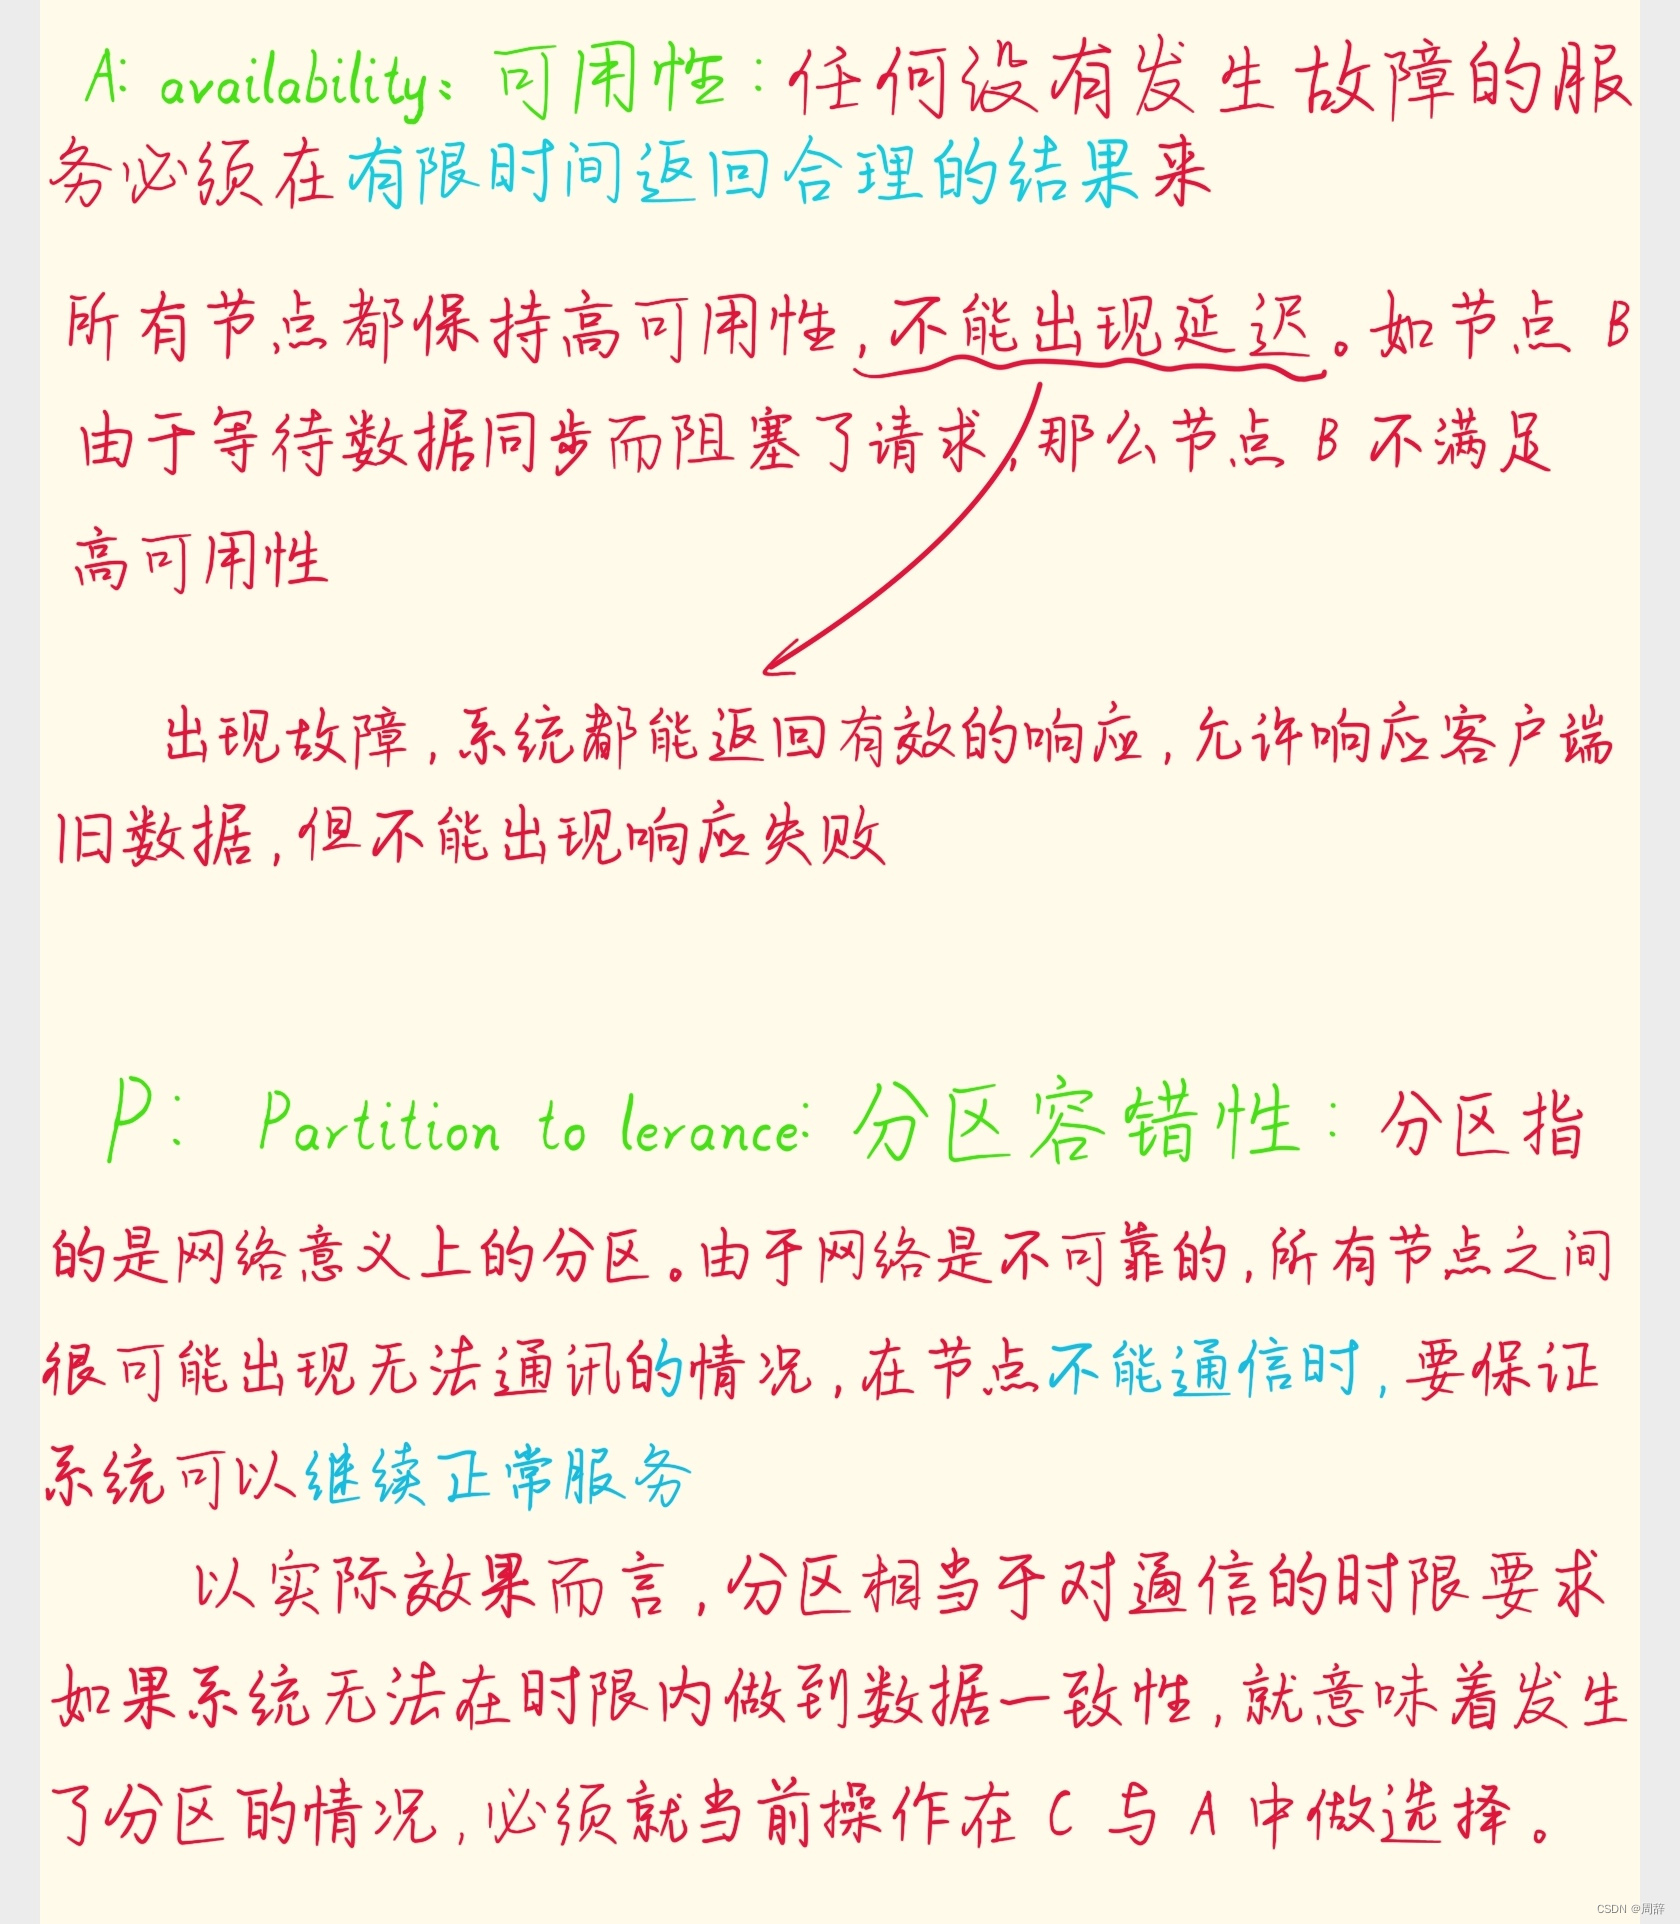 A: availability: 可用性: 任何没有发生故障的服
务必须在有限时间返回合理的结果来
所有节点都保持高可用性, 不能出现延迟。如节点 B
由于等待数据同步而阻塞了请求, 那么节点 B 不满足
高可用性
出现故障, 系统都能返回有效的响应, 允许响应客户端
旧数据, 但不能出现响应失败
P: Partition to lerance: 分区容错性: 分区指
的是网络意义上的分区。由于网络是不可靠的, 所有节点之间
很可能出现无法通讯的情况, 在节点不能通信时, 要保证
系统可以继续正常服务
以实际效果而言, 分区相当于对通信的时限要求
如果系统无法在时限内做到数据一致性, 就意味着发生
了分区的情况, 必须就当前操作在 C 与 A 中做选择。
CSDN @周辞